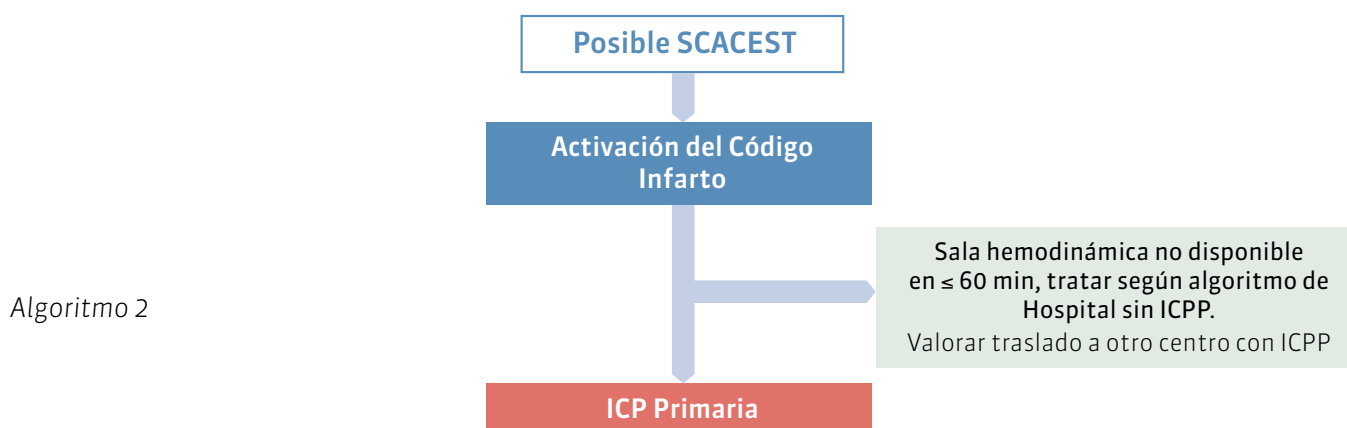 Posible SCACEST
Activación del Código
Infarto
Sala hemodinámica no disponible
en ≤ 60 min, tratar según algoritmo de
Hospital sin ICPP.
Valorar traslado a otro centro con ICPP
Algoritmo 2
ICP Primaria